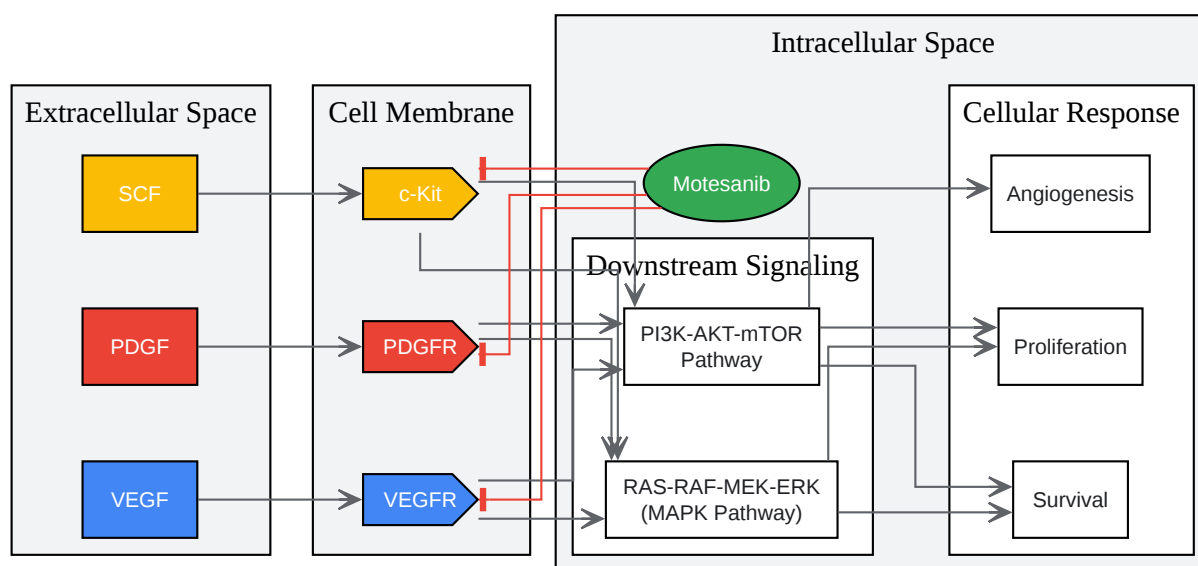 Intracellular Space
Extracellular Space
Cell Membrane
Cellular Response
SCF
c-Kit
Motesanib
Angiogenesis
Downstream Signaling
PDGF
PDGFR
PI3K-AKT-mTOR
Pathway
Proliferation
VEGF
VEGFR
RAS-RAF-MEK-ERK
(MAPK Pathway)
Survival